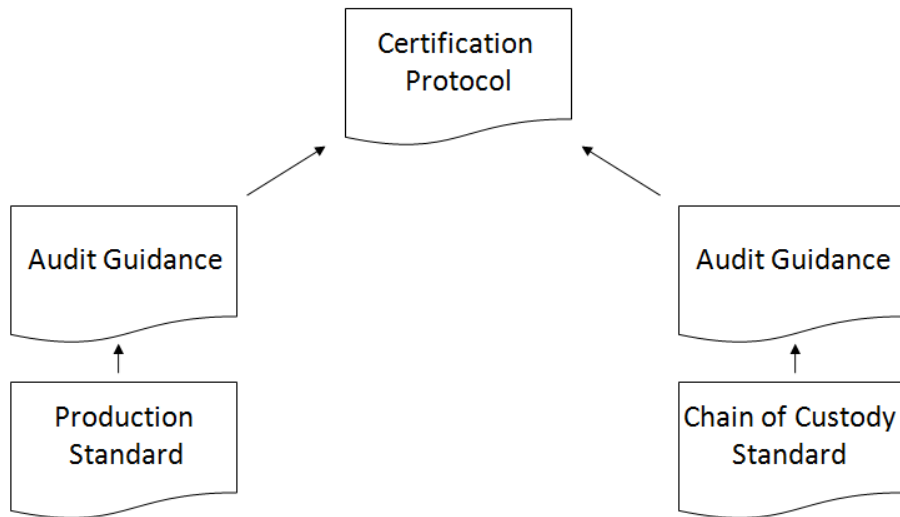 Certification
Protocol
Audit Guidance
Audit Guidance
Production
Standard
Chain of Custody
Standard